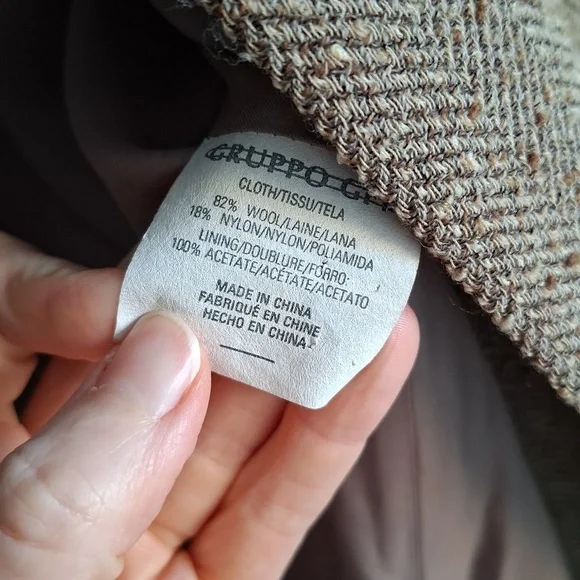 GRUPPO GFT
CLOTH/TISSU/TELA
82% WOOL/LAINE/LANA
18% NYLON/NYLON/POLIAMIDA
LINING/DOUBLURE/FORRO:
100% ACETATE/ACÉTATE/ACETATO
MADE IN CHINA
FABRIQUÉ EN CHINE
HECHO EN CHINA